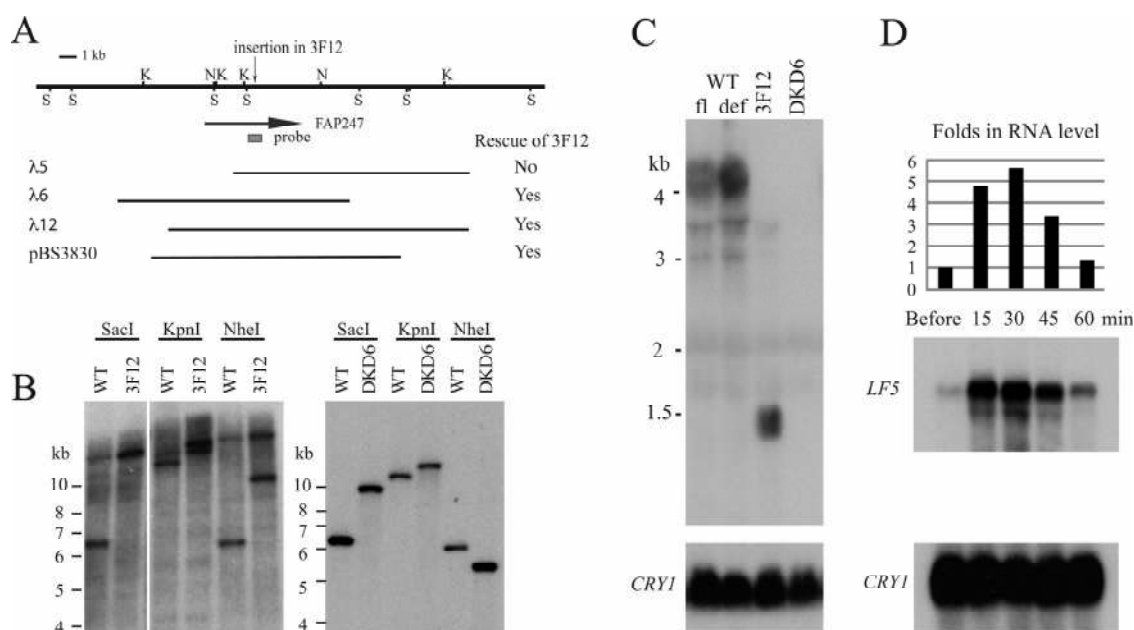 A
1 kb
insertion in 3F12
K NK K N K
S S S S S S S
FAP247
probe
Rescue of 3F12
λ5 No
λ6 Yes
λ12 Yes
pBS3830 Yes
B
SacI KpnI NheI
WT 3F12 WT 3F12 WT 3F12
kb
10
8
7
6
5
4
SacI KpnI NheI
WT DKD6 WT DKD6 WT DKD6
kb
10
8
7
6
5
4
C
WT
fl def 3F12 DKD6
kb
4
3
2
1.5
CRY1
D
Folds in RNA level
6
5
4
3
2
1
0
Before 15 30 45 60 min
LF5
CRY1